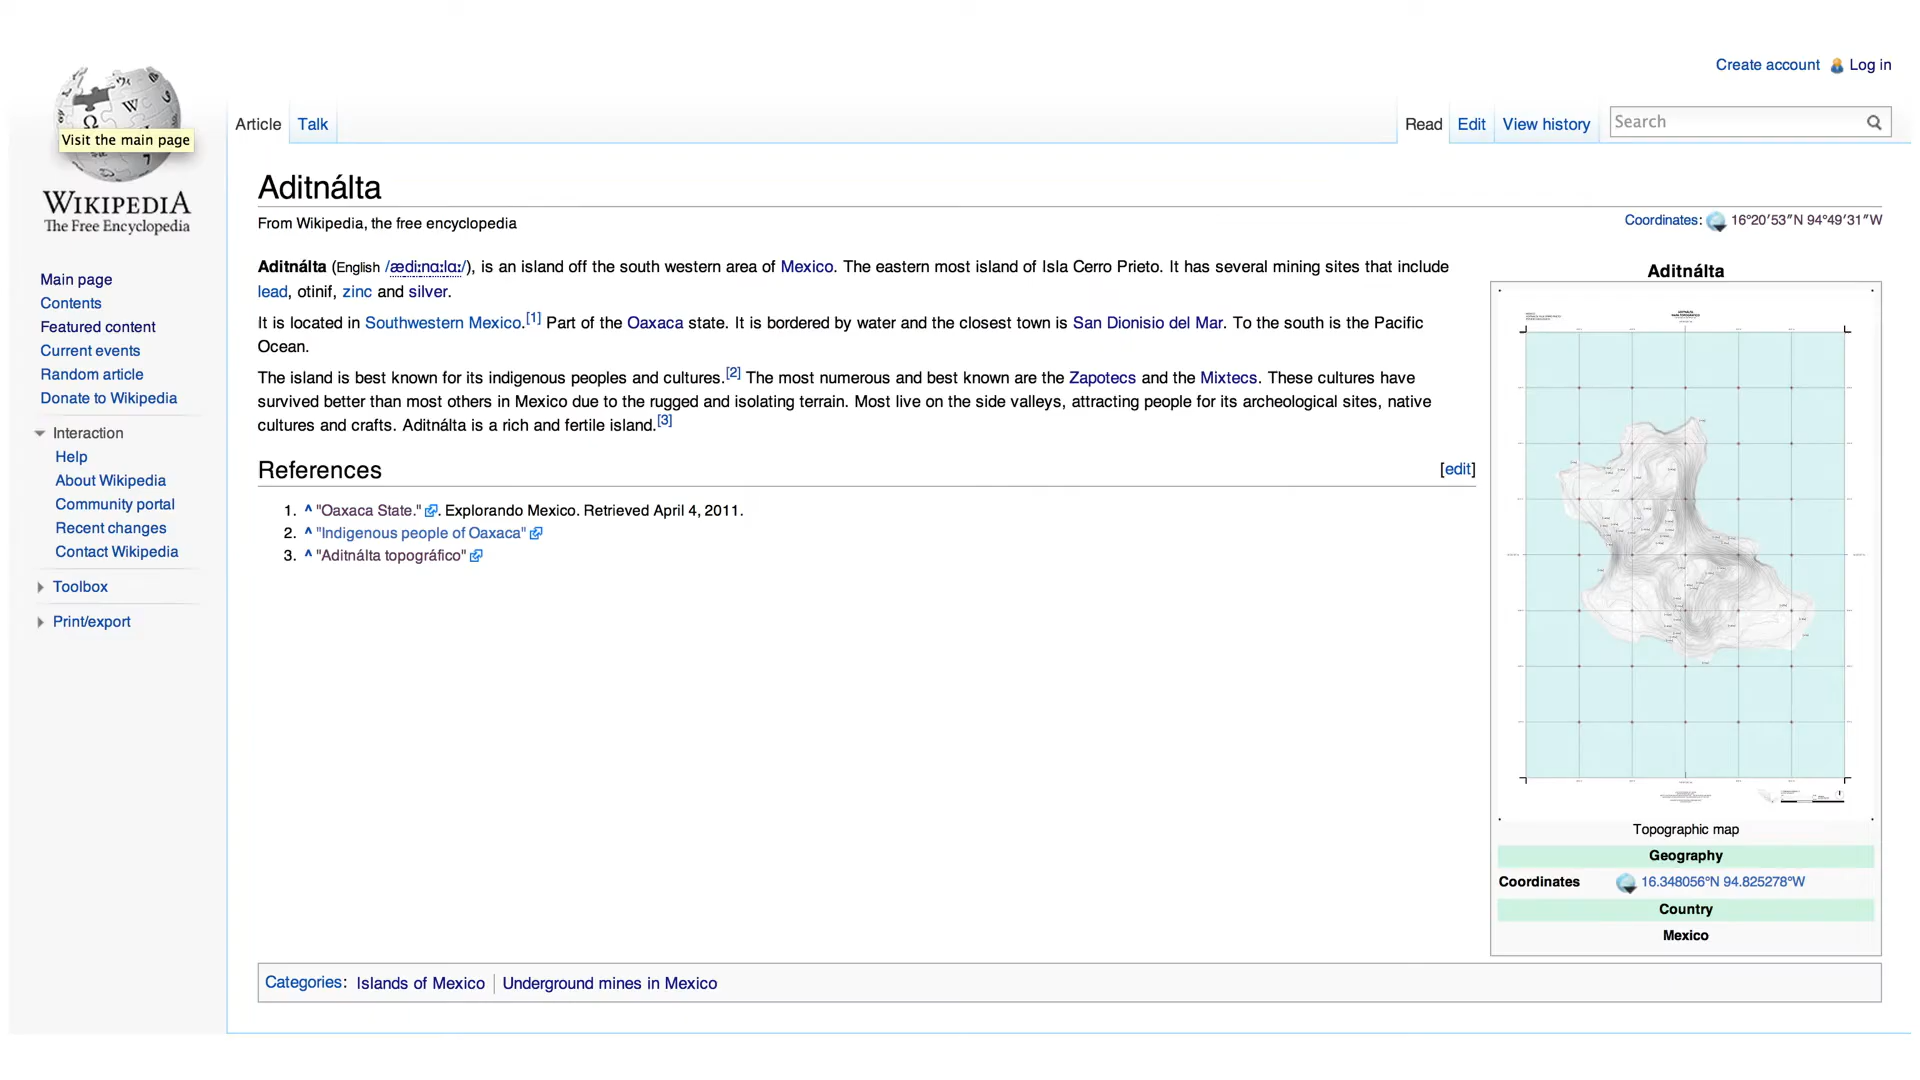 Create account Log in
Article Talk Read Edit View history Search
Visit the main page
WIKIPEDIA
The Free Encyclopedia
Main page
Contents
Featured content
Current events
Random article
Donate to Wikipedia
Interaction
Help
About Wikipedia
Community portal
Recent changes
Contact Wikipedia
Toolbox
Print/export
Aditnálta
From Wikipedia, the free encyclopedia
Coordinates: 16°20′53″N 94°49′31″W
Aditnálta (English /ædiːnɑːlɑː/), is an island off the south western area of Mexico. The eastern most island of Isla Cerro Prieto. It has several mining sites that include
lead, otinif, zinc and silver.
It is located in Southwestern Mexico.[1] Part of the Oaxaca state. It is bordered by water and the closest town is San Dionisio del Mar. To the south is the Pacific
Ocean.
The island is best known for its indigenous peoples and cultures.[2] The most numerous and best known are the Zapotecs and the Mixtecs. These cultures have
survived better than most others in Mexico due to the rugged and isolating terrain. Most live on the side valleys, attracting people for its archeological sites, native
cultures and crafts. Aditnálta is a rich and fertile island.[3]
References [edit]
1. ^ "Oaxaca State." . Explorando Mexico. Retrieved April 4, 2011.
2. ^ "Indigenous people of Oaxaca"
3. ^ "Aditnálta topográfico"
Aditnálta
Topographic map
Geography
Coordinates 16.348056°N 94.825278°W
Country
Mexico
Categories: Islands of Mexico | Underground mines in Mexico